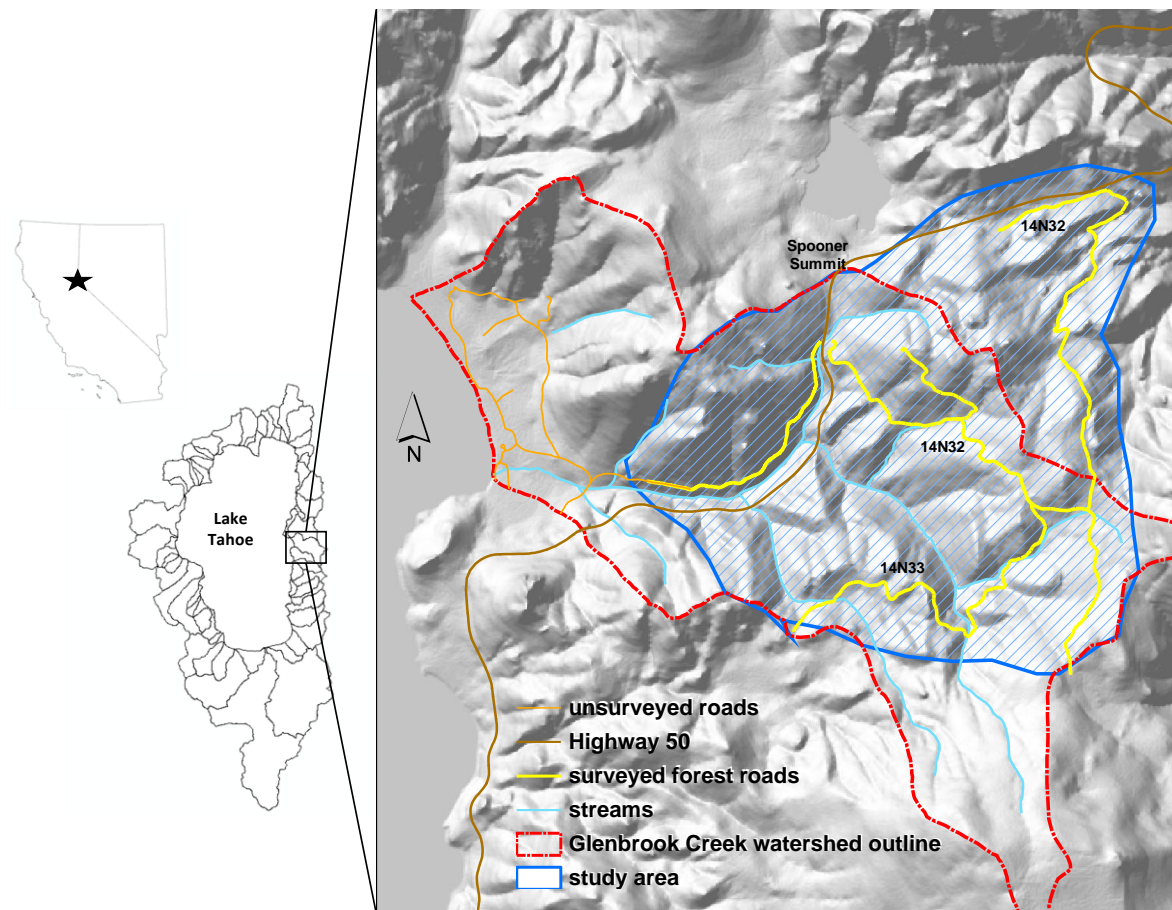 Spooner
Summit
14N32
14N32
14N33
N
Lake
Tahoe
unsurveyed roads
Highway 50
surveyed forest roads
streams
Glenbrook Creek watershed outline
study area